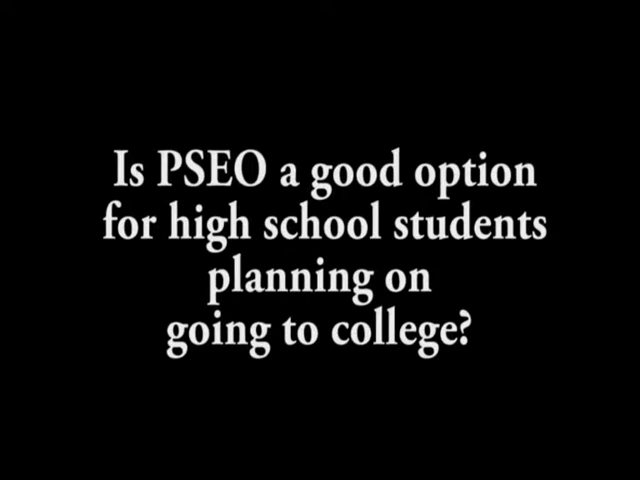 Is PSEO a good option
for high school students
planning on
going to college?